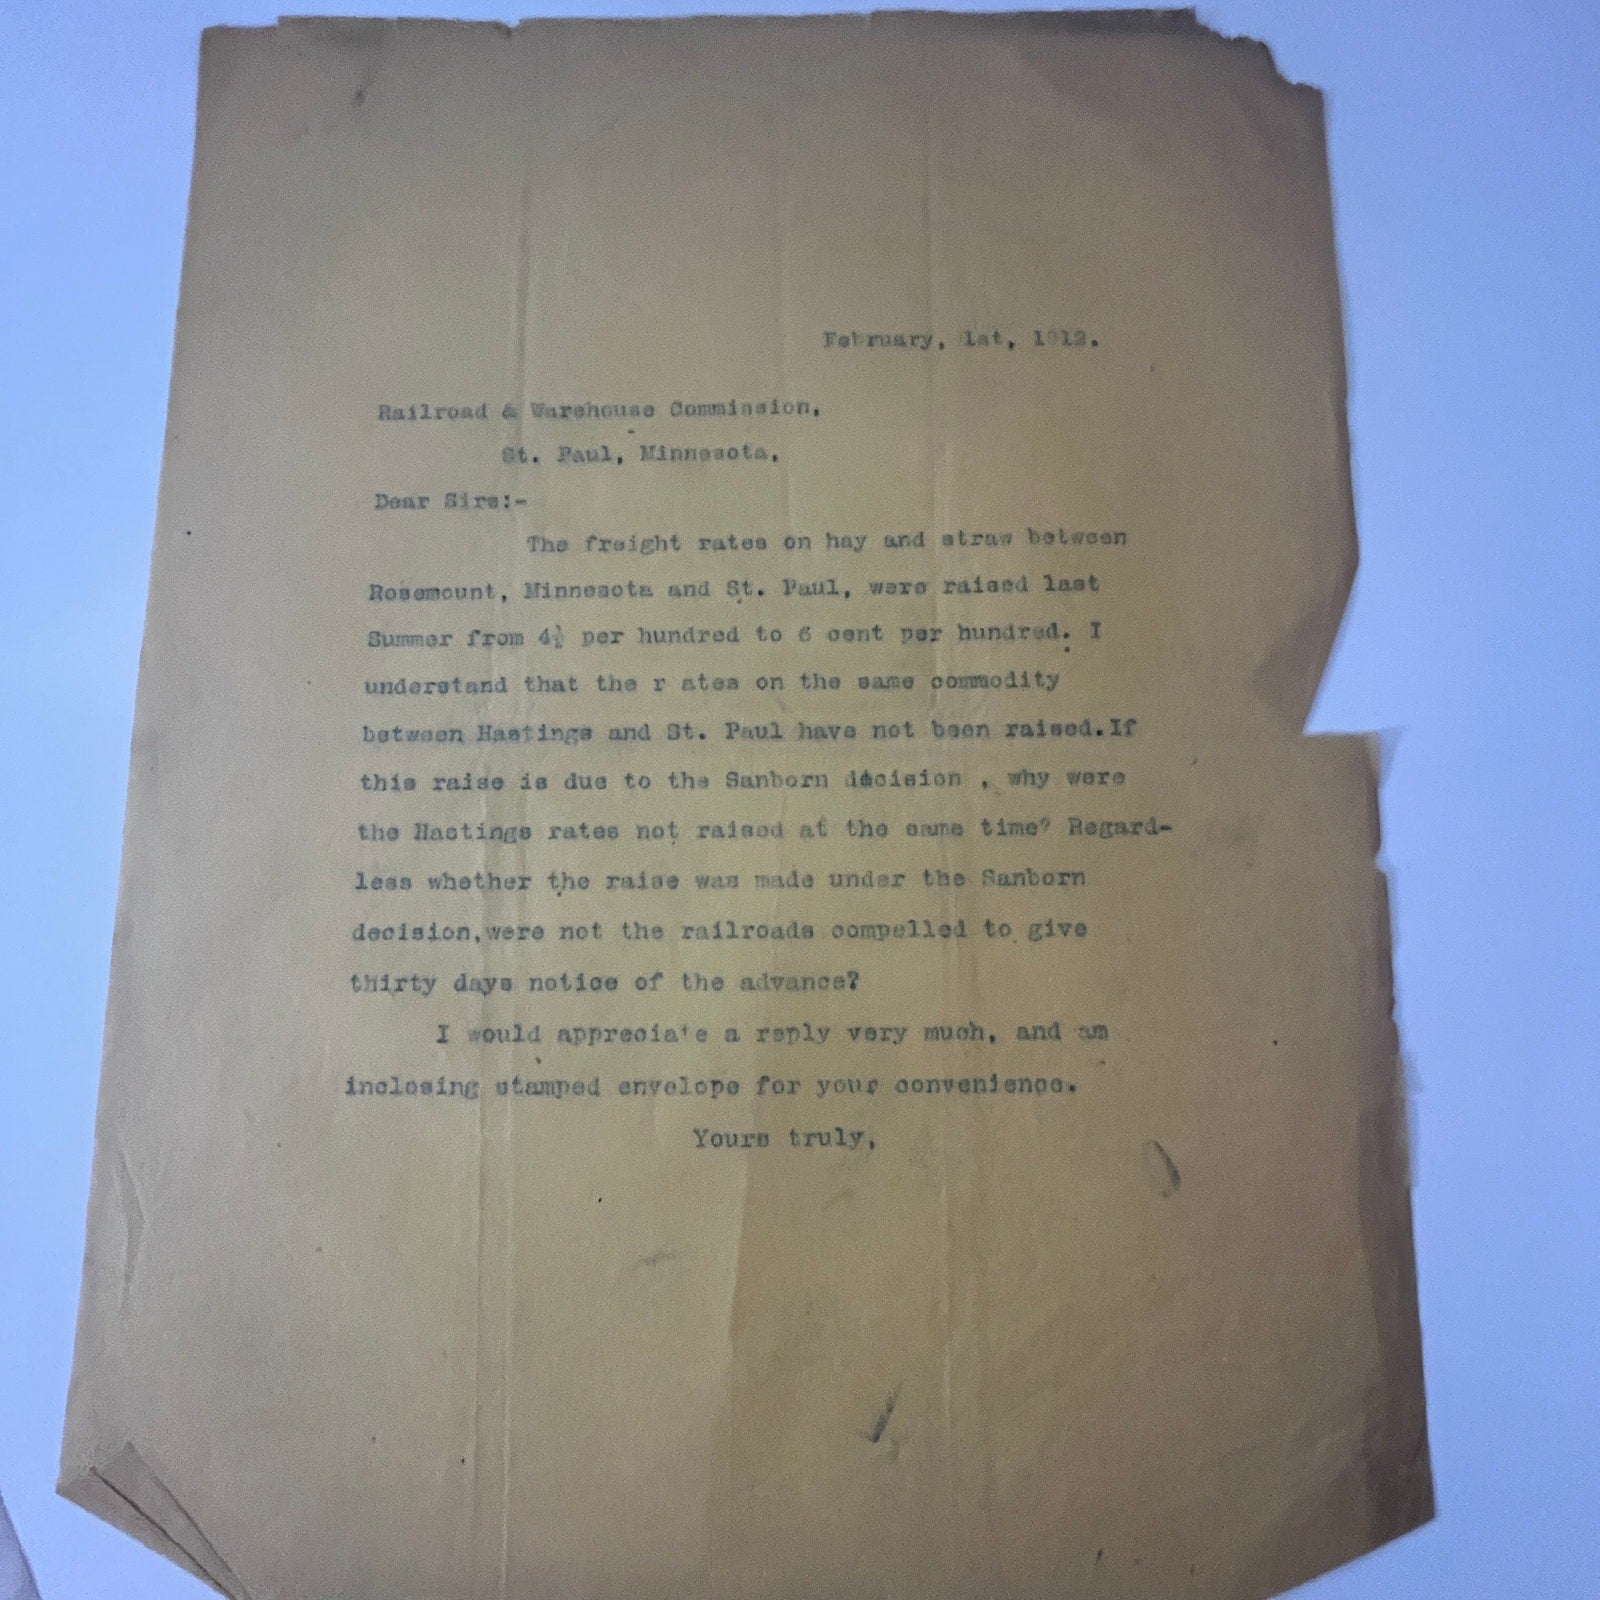 February, 1st, 1912.
Railroad & Warehouse Commission,
St. Paul, Minnesota,
Dear Sirs:-
The freight rates on hay and straw between
Rosemount, Minnesota and St. Paul, were raised last
Summer from 4½ per hundred to 6 cent per hundred. I
understand that the r ates on the same commodity
between Hastings and St. Paul have not been raised.If
this raise is due to the Sanborn decision , why were
the Hastings rates not raised at the same time? Regard-
less whether the raise was made under the Sanborn
decision,were not the railroads compelled to give
thirty days notice of the advance?
I would appreciate a reply very much, and am
inclosing stamped envelope for your convenience.
Yours truly,